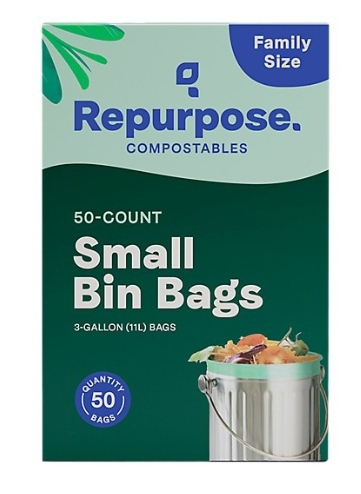 Family
Size
Repurpose.
COMPOSTABLES
50-COUNT
Small
Bin Bags
3-GALLON (11L) BAGS
QUANTITY
50
BAGS